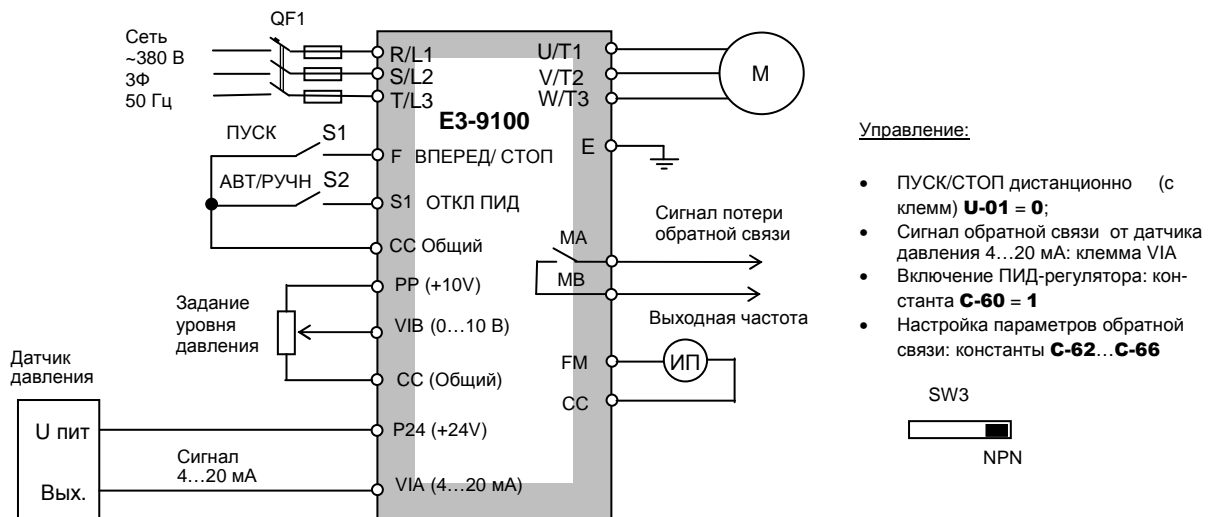 QF1
Сеть
~380 В
3Ф
50 Гц
R/L1
S/L2
T/L3
U/T1
V/T2
W/T3
M
E3-9100
ПУСК
S1
F ВПЕРЕД/ СТОП
E
АВТ/РУЧН
S2
S1 ОТКЛ ПИД
CC Общий
Сигнал потери
обратной связи
MA
MB
PP (+10V)
Задание
уровня
давления
VIB (0…10 В)
CC (Общий)
Выходная частота
FM
ИП
CC
Датчик
давления
U пит
P24 (+24V)
Сигнал
4…20 мА
Вых.
VIA (4…20 мА)
Управление:
• ПУСК/СТОП дистанционно (с
клемм) U-01 = 0;
• Сигнал обратной связи от датчика
давления 4…20 мА: клемма VIA
• Включение ПИД-регулятора: кон-
станта C-60 = 1
• Настройка параметров обратной
связи: константы C-62…C-66
SW3
NPN